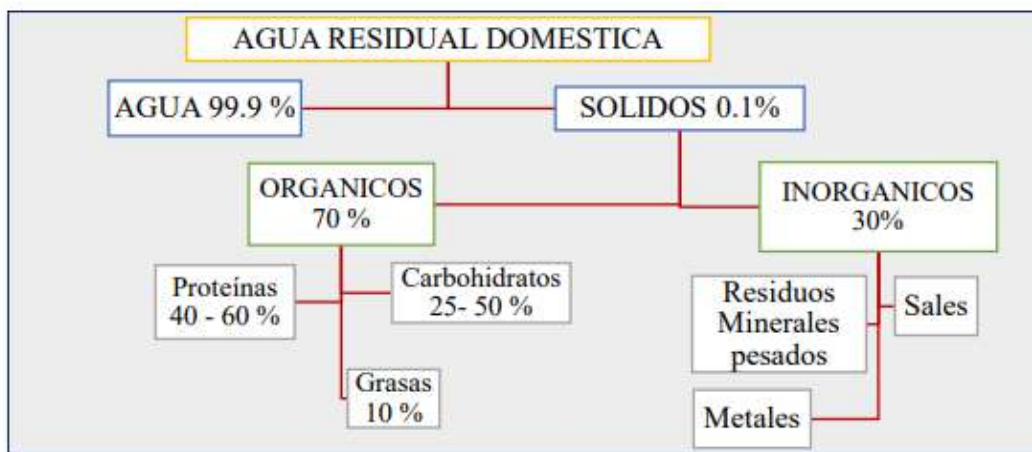 AGUA RESIDUAL DOMESTICA
AGUA 99.9 %
SOLIDOS 0.1%
ORGANICOS
70 %
INORGANICOS
30%
Proteínas
40 - 60 %
Carbohidratos
25- 50 %
Grasas
10 %
Residuos
Minerales
pesados
Sales
Metales